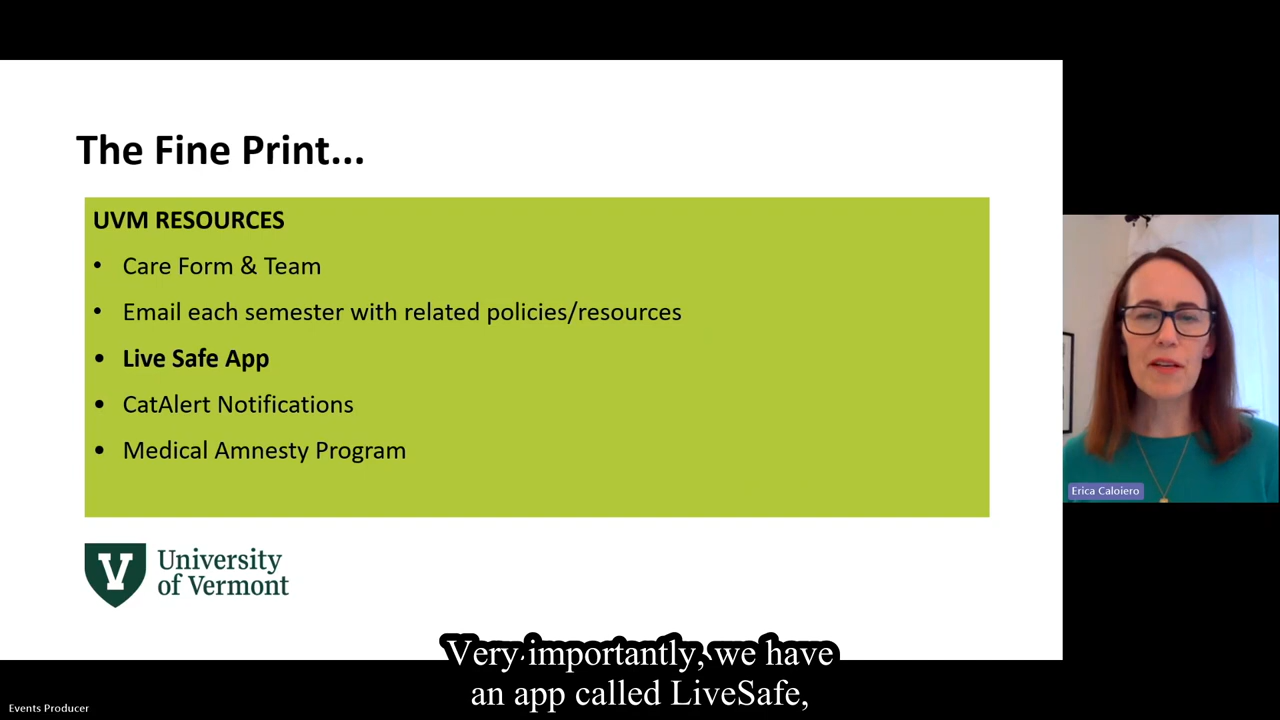 The Fine Print...
UVM RESOURCES
• Care Form & Team
• Email each semester with related policies/resources
• Live Safe App
• CatAlert Notifications
• Medical Amnesty Program
V University
of Vermont
Erica Caloiero
Very importantly, we have
an app called LiveSafe,
Events Producer